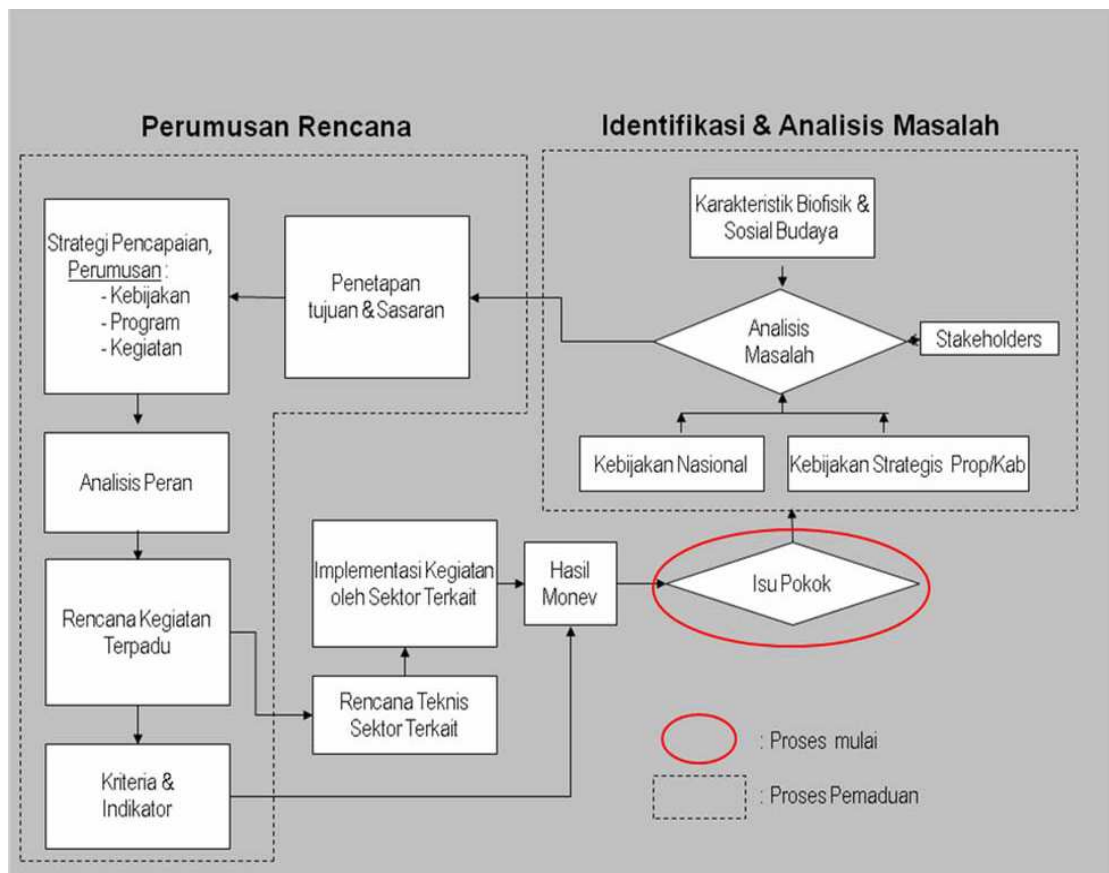 Perumusan Rencana
Identifikasi & Analisis Masalah
Strategi Pencapaian,
Perumusan :
- Kebijakan
- Program
- Kegiatan
Penetapan
tujuan & Sasaran
Karakteristik Biofisik &
Sosial Budaya
Analisis
Masalah
Stakeholders
Kebijakan Nasional
Kebijakan Strategis Prop/Kab
Analisis Peran
Rencana Kegiatan
Terpadu
Implementasi Kegiatan
oleh Sektor Terkait
Hasil
Monev
Isu Pokok
Rencana Teknis
Sektor Terkait
Kriteria &
Indikator
: Proses mulai
: Proses Pemaduan